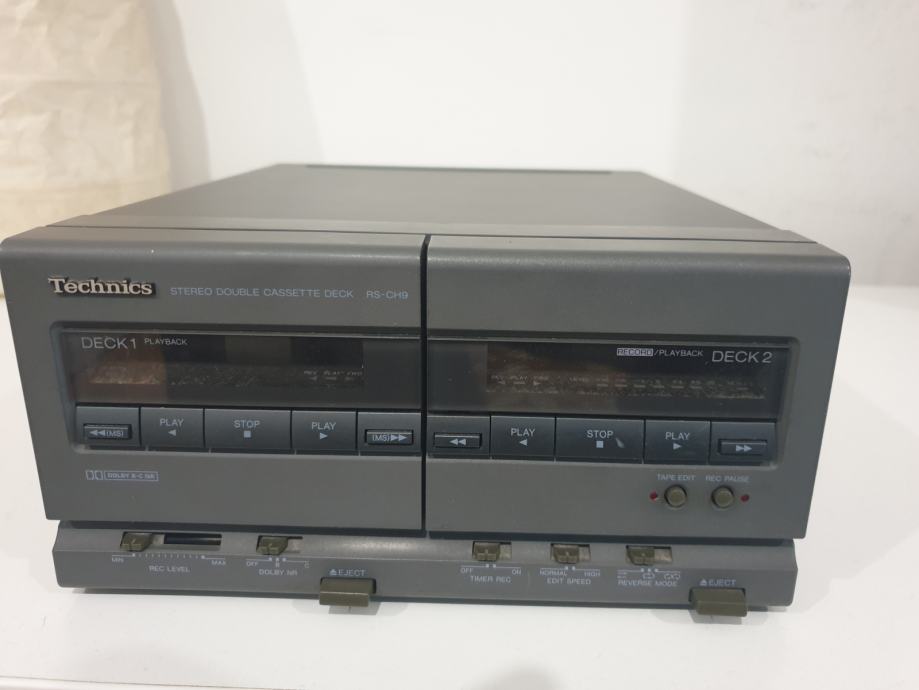 Technics
STEREO DOUBLE CASSETTE DECK RS-CH9
DECK 1 PLAYBACK
RECORD/PLAYBACK DECK 2
◀◀(MS)
PLAY ◀
STOP ■
PLAY ▶
(MS)▶▶
◀◀
PLAY ◀
STOP ■
PLAY ▶
▶▶
DOLBY B-C NR
TAPE EDIT
REC PAUSE
MIN MAX
REC LEVEL
OFF B C
DOLBY NR
▲EJECT
OFF ON
TIMER REC
NORMAL HIGH
EDIT SPEED
REVERSE MODE
▲EJECT